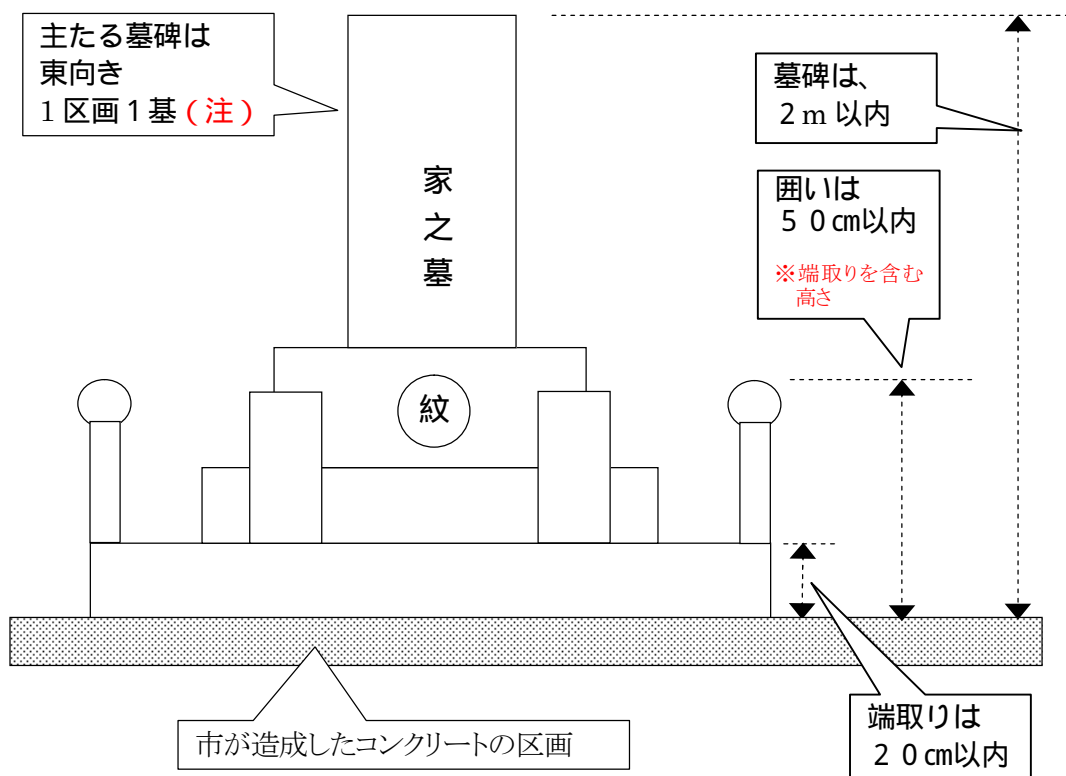 主たる墓碑は
東向き
1区画１基（注）
墓碑は、
２ｍ以内
囲いは
５０㎝以内
※端取りを含む
高さ
家之墓
紋
市が造成したコンクリートの区画
端取りは
２０㎝以内